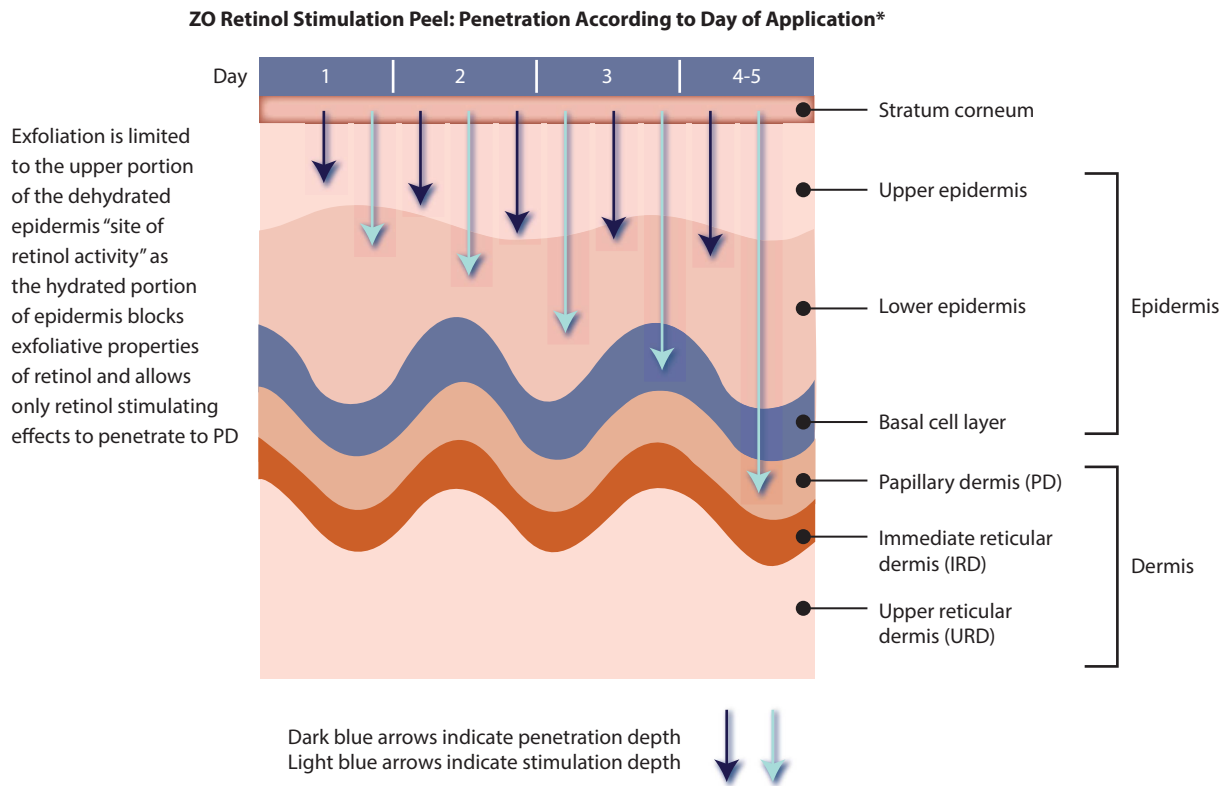 ZO Retinol Stimulation Peel: Penetration According to Day of Application*
Day 1 2 3 4-5
Exfoliation is limited
to the upper portion
of the dehydrated
epidermis “site of
retinol activity” as
the hydrated portion
of epidermis blocks
exfoliative properties
of retinol and allows
only retinol stimulating
effects to penetrate to PD
Stratum corneum
Upper epidermis
Lower epidermis
Basal cell layer
Epidermis
Papillary dermis (PD)
Immediate reticular
dermis (IRD)
Upper reticular
dermis (URD)
Dermis
Dark blue arrows indicate penetration depth
Light blue arrows indicate stimulation depth